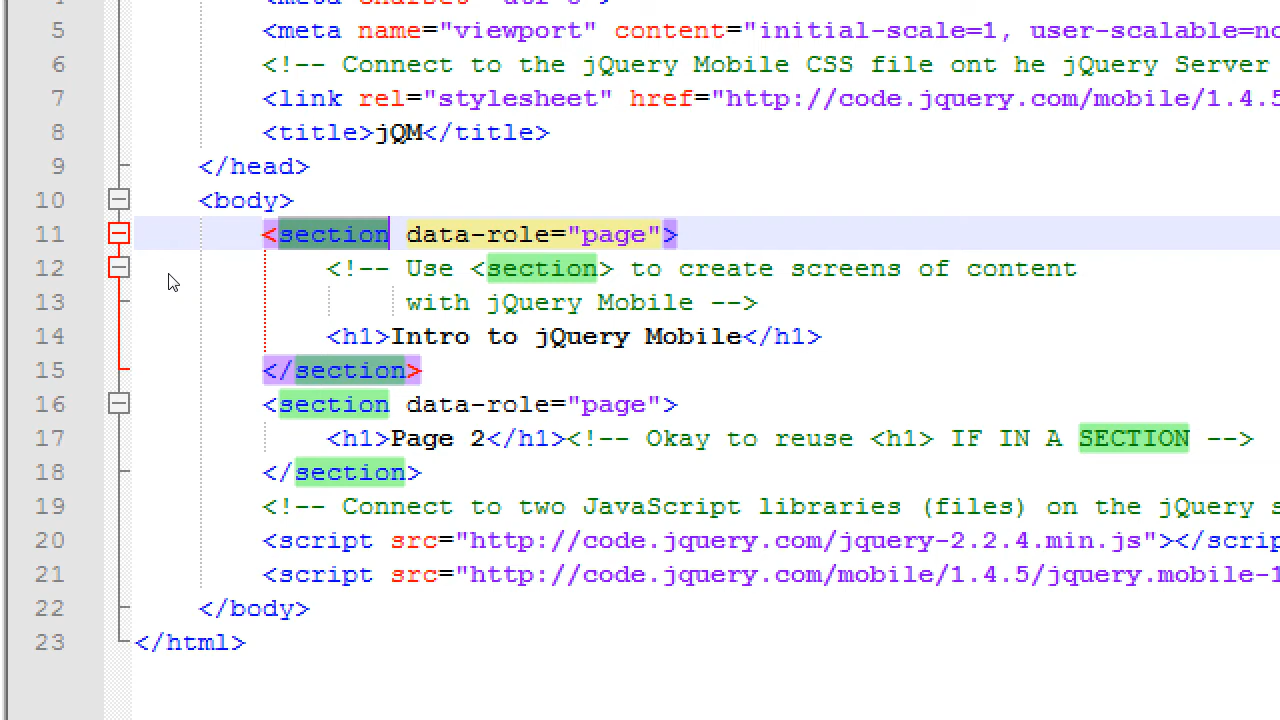 5 <meta name="viewport" content="initial-scale=1, user-scalable=no
6 <!-- Connect to the jQuery Mobile CSS file ont he jQuery Server
7 <link rel="stylesheet" href="http://code.jquery.com/mobile/1.4.5
8 <title>jQM</title>
9 </head>
10 <body>
11 <section data-role="page">
12 <!-- Use <section> to create screens of content
13 with jQuery Mobile -->
14 <h1>Intro to jQuery Mobile</h1>
15 </section>
16 <section data-role="page">
17 <h1>Page 2</h1><!-- Okay to reuse <h1> IF IN A SECTION -->
18 </section>
19 <!-- Connect to two JavaScript libraries (files) on the jQuery s
20 <script src="http://code.jquery.com/jquery-2.2.4.min.js"></scrip
21 <script src="http://code.jquery.com/mobile/1.4.5/jquery.mobile-1
22 </body>
23 </html>